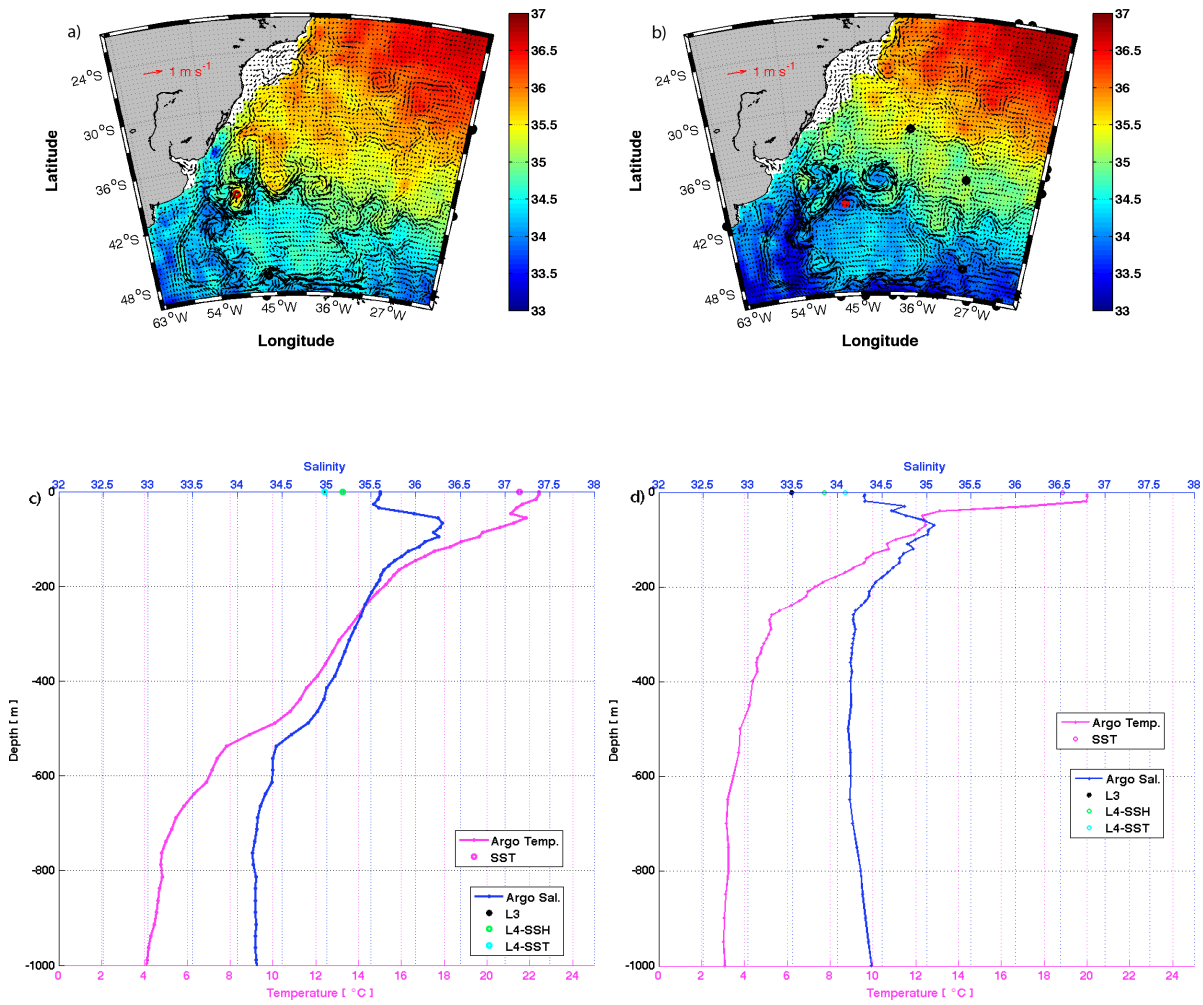 a)
1 m s-1
24°S
30°S
36°S
42°S
48°S
63°W
54°W
45°W
36°W
27°W
Latitude
Longitude
37
36.5
36
35.5
35
34.5
34
33.5
33
b)
1 m s-1
24°S
30°S
36°S
42°S
48°S
63°W
54°W
45°W
36°W
27°W
Latitude
Longitude
37
36.5
36
35.5
35
34.5
34
33.5
33
Salinity
32 32.5 33 33.5 34 34.5 35 35.5 36 36.5 37 37.5 38
c)
0
-200
-400
-600
-800
-1000
Depth [ m ]
Argo Temp.
SST
Argo Sal.
L3
L4-SSH
L4-SST
0 2 4 6 8 10 12 14 16 18 20 22 24
Temperature [ °C ]
Salinity
32 32.5 33 33.5 34 34.5 35 35.5 36 36.5 37 37.5 38
d)
0
-200
-400
-600
-800
-1000
Depth [ m ]
Argo Temp.
SST
Argo Sal.
L3
L4-SSH
L4-SST
0 2 4 6 8 10 12 14 16 18 20 22 24
Temperature [ °C ]